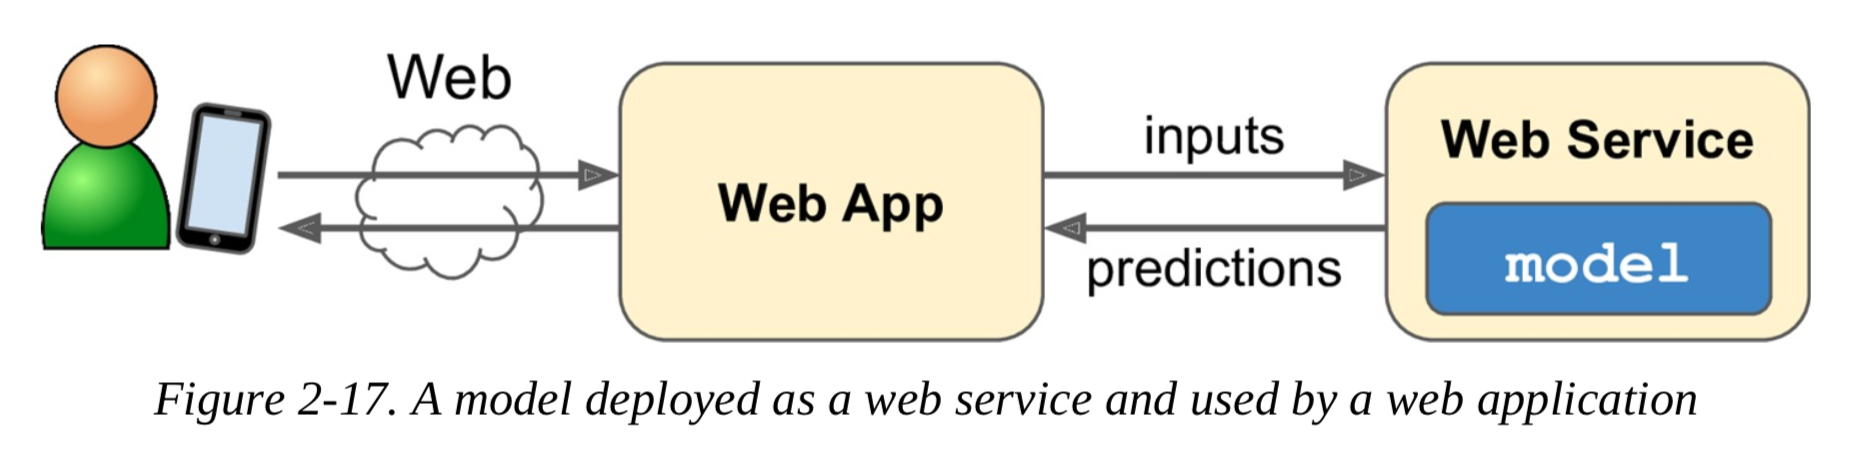 Web
Web App
inputs
predictions
Web Service
model
Figure 2-17. A model deployed as a web service and used by a web application